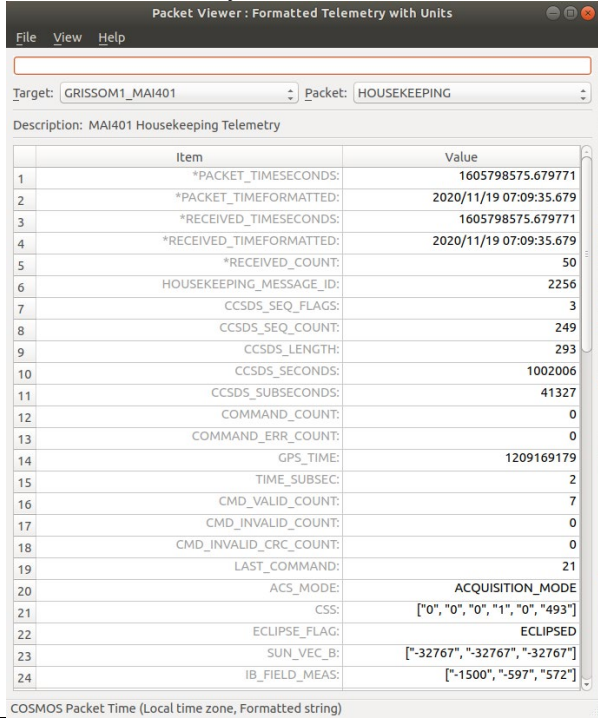 Packet Viewer : Formatted Telemetry with Units
File View Help
Target: GRISSOM1_MAI401 Packet: HOUSEKEEPING
Description: MAI401 Housekeeping Telemetry
Item Value
1 *PACKET_TIMESECONDS: 1605798575.679771
2 *PACKET_TIMEFORMATTED: 2020/11/19 07:09:35.679
3 *RECEIVED_TIMESECONDS: 1605798575.679771
4 *RECEIVED_TIMEFORMATTED: 2020/11/19 07:09:35.679
5 *RECEIVED_COUNT: 50
6 HOUSEKEEPING_MESSAGE_ID: 2256
7 CCSDS_SEQ_FLAGS: 3
8 CCSDS_SEQ_COUNT: 249
9 CCSDS_LENGTH: 293
10 CCSDS_SECONDS: 1002006
11 CCSDS_SUBSECONDS: 41327
12 COMMAND_COUNT: 0
13 COMMAND_ERR_COUNT: 0
14 GPS_TIME: 1209169179
15 TIME_SUBSEC: 2
16 CMD_VALID_COUNT: 7
17 CMD_INVALID_COUNT: 0
18 CMD_INVALID_CRC_COUNT: 0
19 LAST_COMMAND: 21
20 ACS_MODE: ACQUISITION_MODE
21 CSS: ["0", "0", "0", "1", "0", "493"]
22 ECLIPSE_FLAG: ECLIPSED
23 SUN_VEC_B: ["-32767", "-32767", "-32767"]
24 IB_FIELD_MEAS: ["-1500", "-597", "572"]
COSMOS Packet Time (Local time zone, Formatted string)